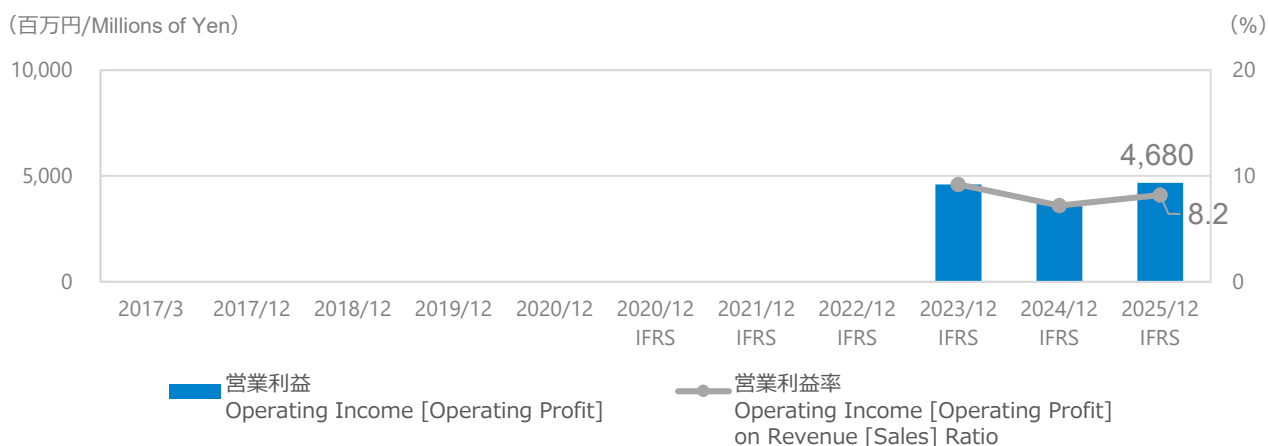 （百万円/Millions of Yen）
（%）
10,000
20
4,680
5,000
10
8.2
0
0
2017/3 2017/12 2018/12 2019/12 2020/12 2020/12 2021/12 2022/12 2023/12 2024/12 2025/12
IFRS IFRS IFRS IFRS IFRS IFRS
営業利益
Operating Income [Operating Profit]
営業利益率
Operating Income [Operating Profit]
on Revenue [Sales] Ratio